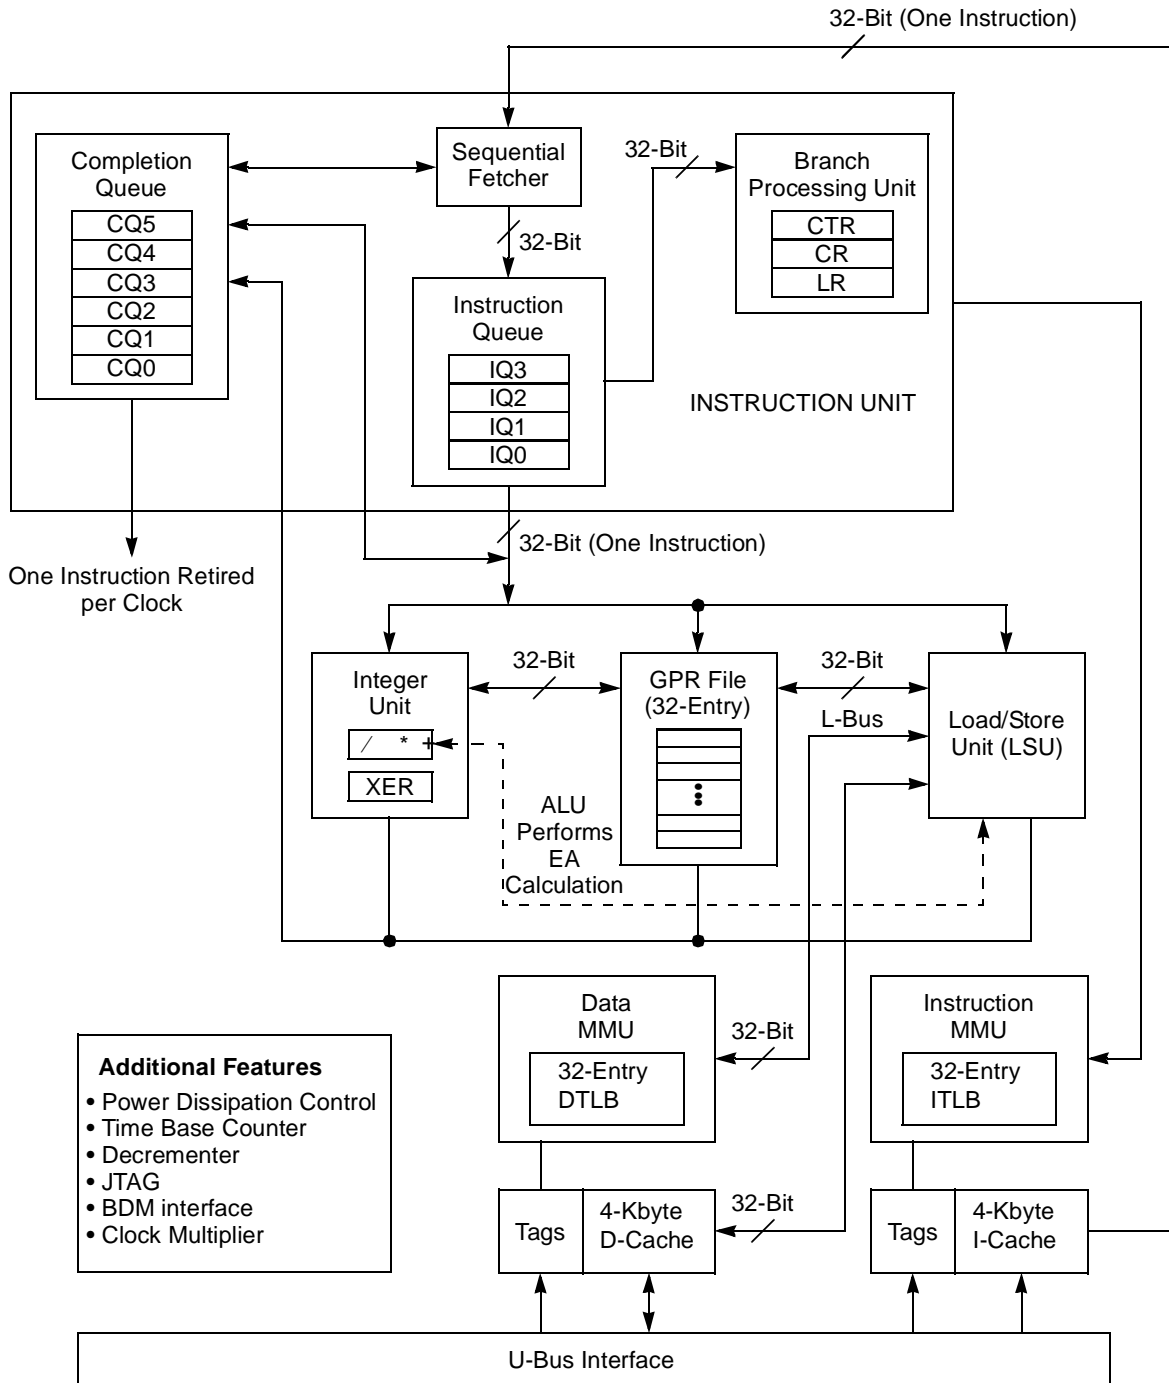 32-Bit (One Instruction)
Completion
Queue
CQ5
CQ4
CQ3
CQ2
CQ1
CQ0
Sequential
Fetcher
32-Bit
32-Bit
Branch
Processing Unit
CTR
CR
LR
Instruction
Queue
IQ3
IQ2
IQ1
IQ0
INSTRUCTION UNIT
32-Bit (One Instruction)
One Instruction Retired
per Clock
Integer
Unit
/ * +
XER
32-Bit
GPR File
(32-Entry)
32-Bit
L-Bus
Load/Store
Unit (LSU)
ALU
Performs
EA
Calculation
Data
MMU
32-Entry
DTLB
32-Bit
Instruction
MMU
32-Entry
ITLB
Additional Features
• Power Dissipation Control
• Time Base Counter
• Decrementer
• JTAG
• BDM interface
• Clock Multiplier
Tags
4-Kbyte
D-Cache
32-Bit
Tags
4-Kbyte
I-Cache
U-Bus Interface